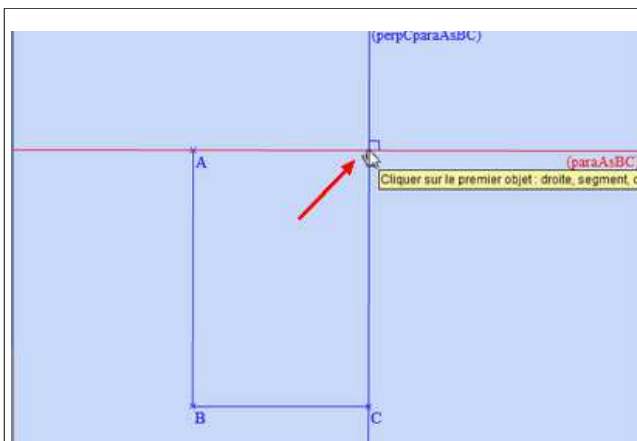 (perpCparaAsBC)
A
(paraAsBC)
Cliquer sur le premier objet : droite, segment,
B
C